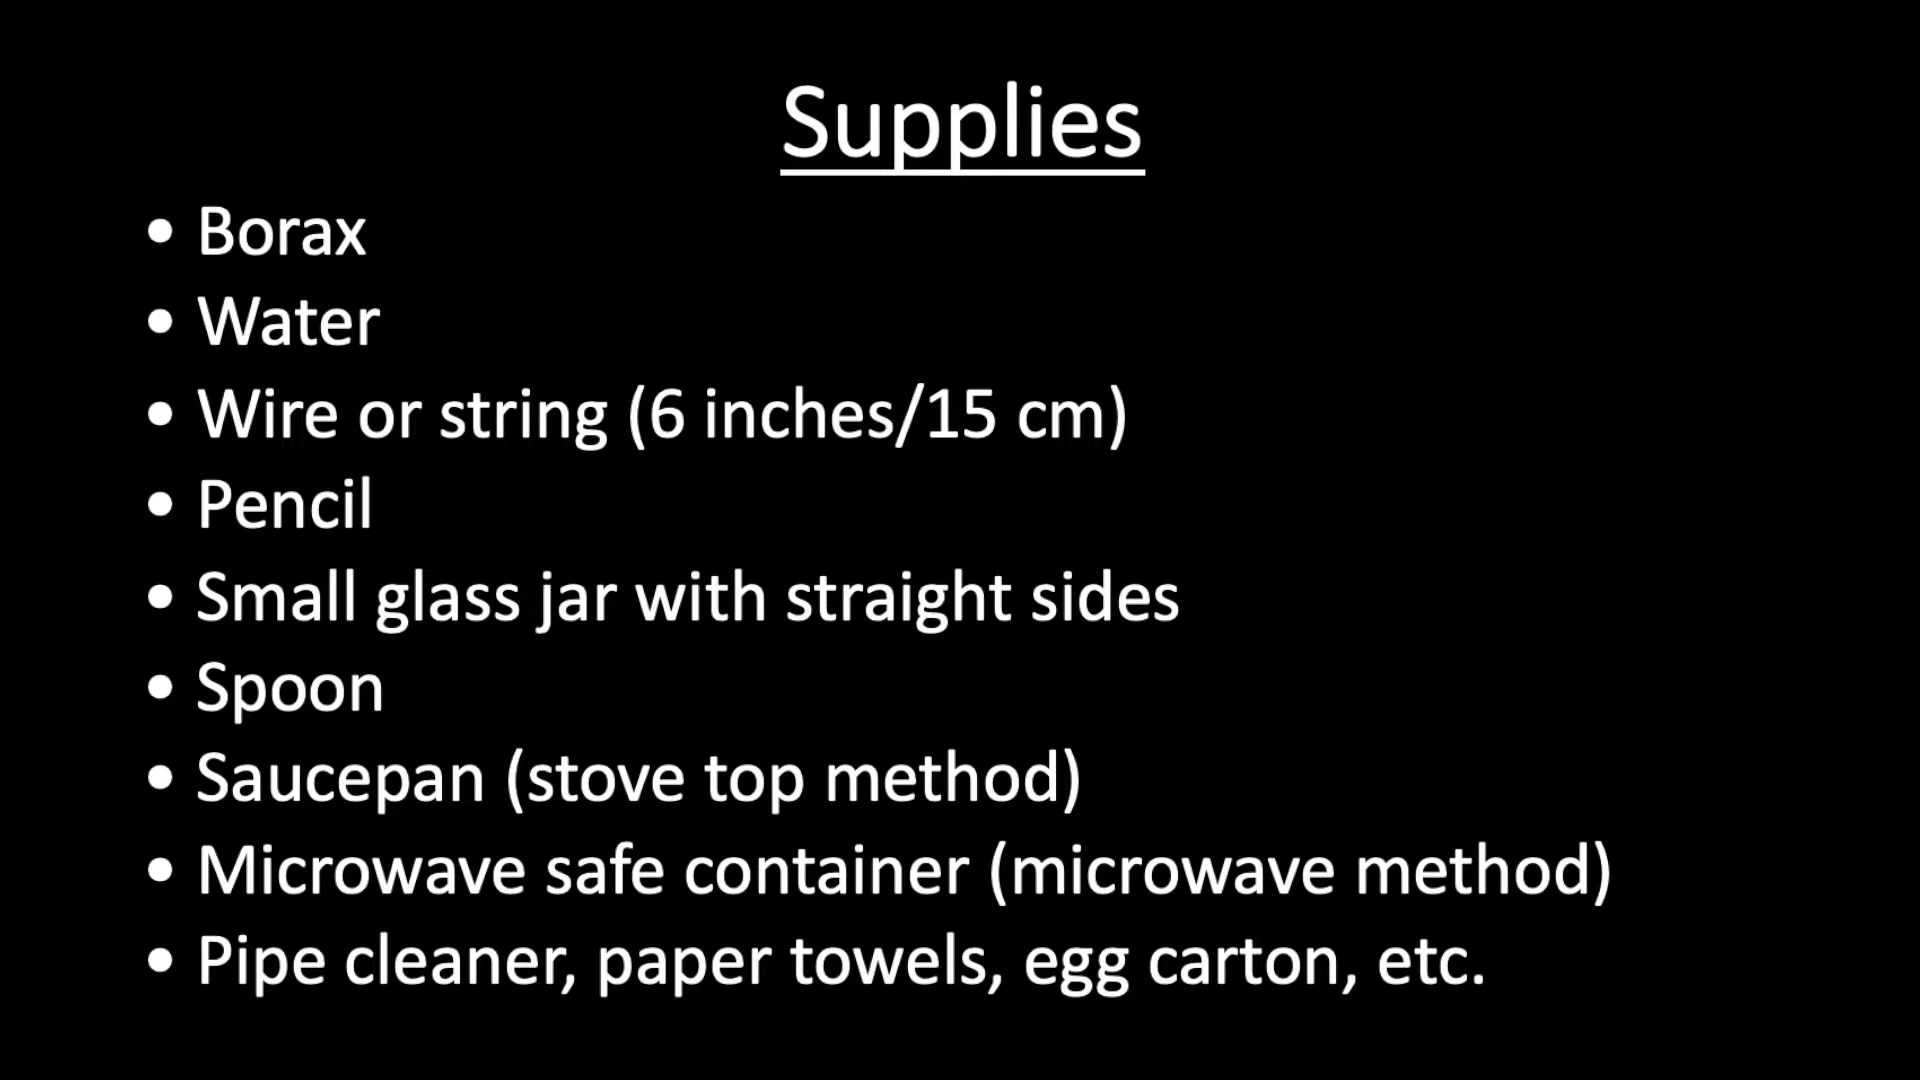 Supplies
• Borax
• Water
• Wire or string (6 inches/15 cm)
• Pencil
• Small glass jar with straight sides
• Spoon
• Saucepan (stove top method)
• Microwave safe container (microwave method)
• Pipe cleaner, paper towels, egg carton, etc.